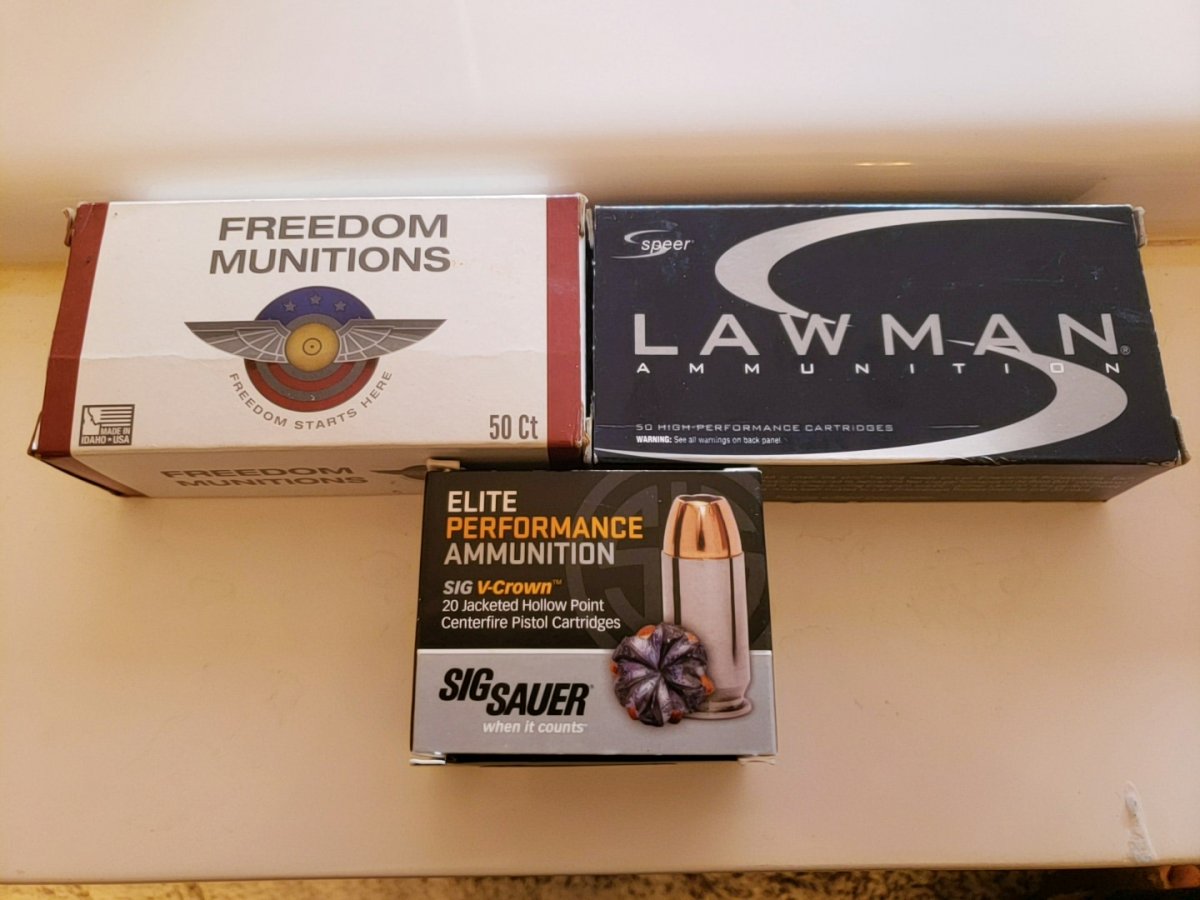 FREEDOM
MUNITIONS
FREEDOM STARTS HERE
MADE IN
IDAHO★USA
50 Ct
FREEDOM
MUNITIONS
speer
LAWMAN®
AMMUNITION
50 HIGH-PERFORMANCE CARTRIDGES
WARNING: See all warnings on back panel.
ELITE
PERFORMANCE
AMMUNITION
SIG V-Crown™
20 Jacketed Hollow Point
Centerfire Pistol Cartridges
SIG SAUER®
when it counts™